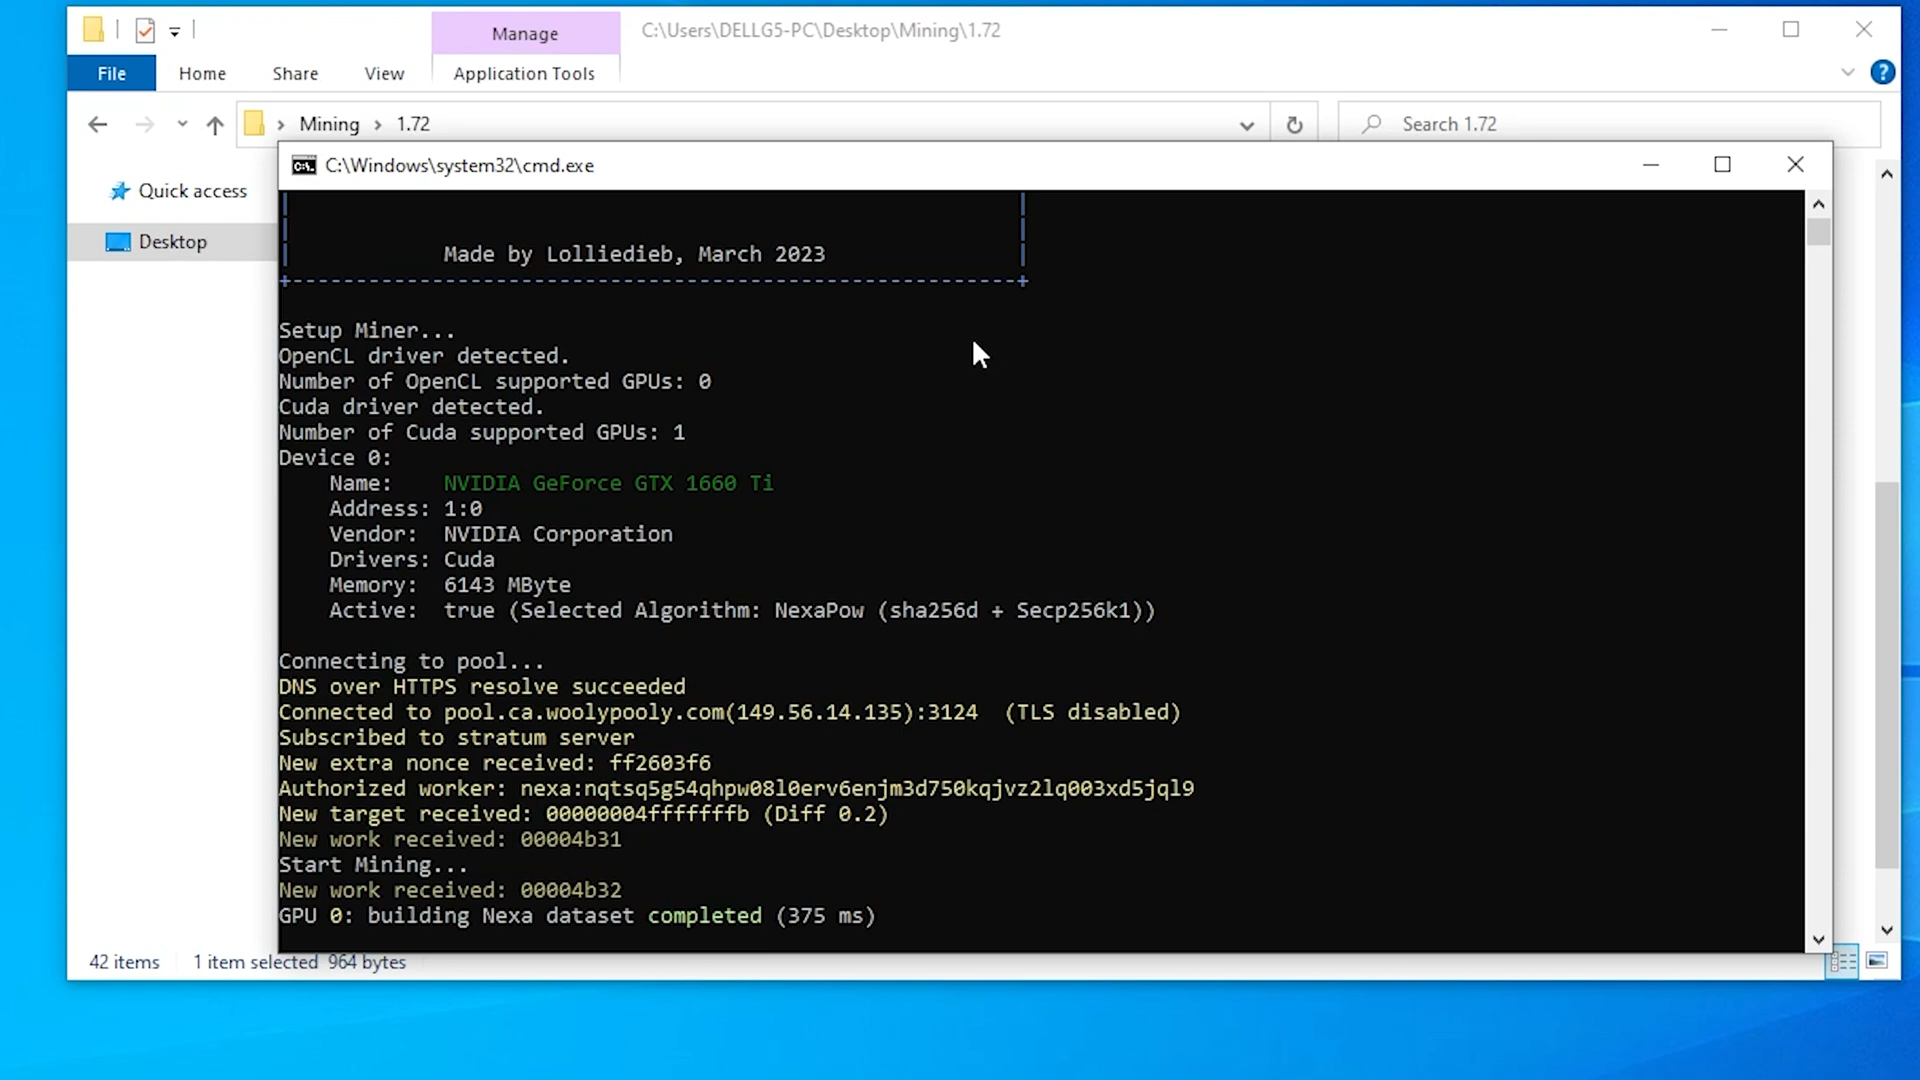 Manage
C:\Users\DELLG5-PC\Desktop\Mining\1.72
File
Home
Share
View
Application Tools
Mining > 1.72
Search 1.72
C:\Windows\system32\cmd.exe
Quick access
Desktop
Made by Lolliedieb, March 2023
Setup Miner...
OpenCL driver detected.
Number of OpenCL supported GPUs: 0
Cuda driver detected.
Number of Cuda supported GPUs: 1
Device 0:
Name: NVIDIA GeForce GTX 1660 Ti
Address: 1:0
Vendor: NVIDIA Corporation
Drivers: Cuda
Memory: 6143 MByte
Active: true (Selected Algorithm: NexaPow (sha256d + Secp256k1))
Connecting to pool...
DNS over HTTPS resolve succeeded
Connected to pool.ca.woolypooly.com(149.56.14.135):3124 (TLS disabled)
Subscribed to stratum server
New extra nonce received: ff2603f6
Authorized worker: nexa:nqtsq5g54qhpw08l0erv6enjm3d750kqjvz2lq003xd5jql9
New target received: 00000004fffffffb (Diff 0.2)
New work received: 00004b31
Start Mining...
New work received: 00004b32
GPU 0: building Nexa dataset completed (375 ms)
42 items
1 item selected 964 bytes